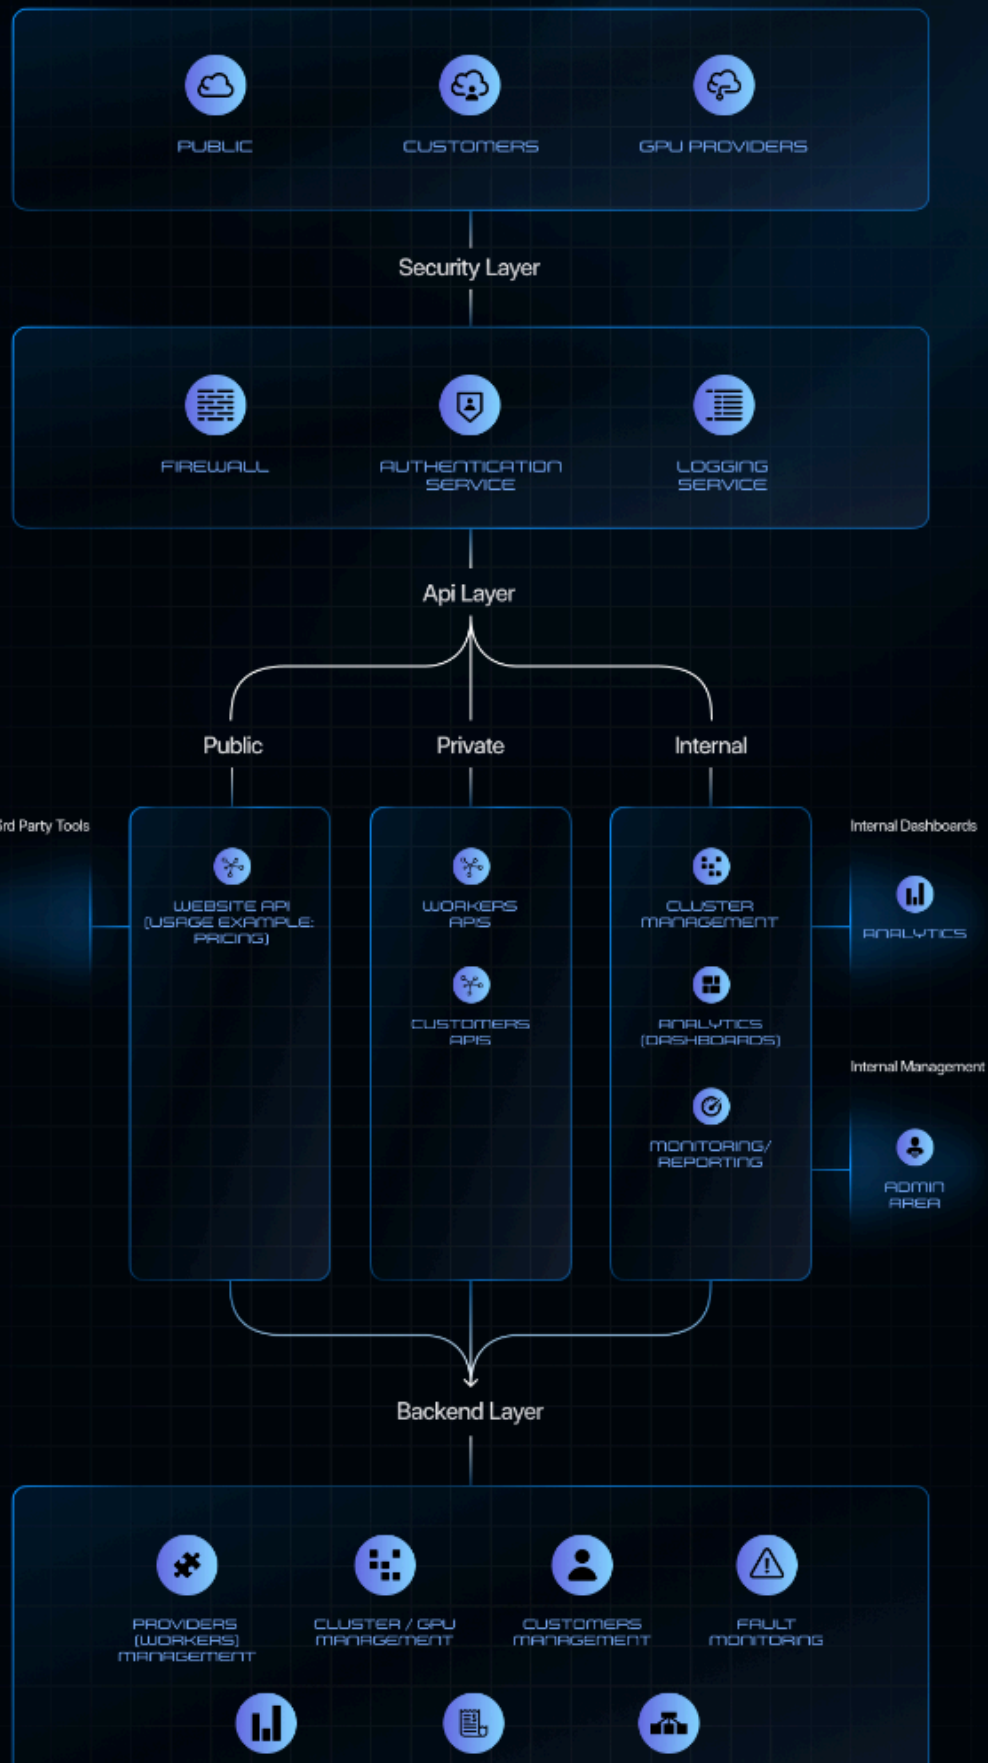 PUBLIC
CUSTOMERS
GPU PROVIDERS
Security Layer
FIREWALL
AUTHENTICATION
SERVICE
LOGGING
SERVICE
Api Layer
Public
Private
Internal
3rd Party Tools
WEBSITE API
(USAGE EXAMPLE:
PRICING)
WORKERS
APIS
CUSTOMERS
APIS
CLUSTER
MANAGEMENT
ANALYTICS
(DASHBOARDS)
MONITORING/
REPORTING
Internal Dashboards
ANALYTICS
Internal Management
ADMIN
AREA
Backend Layer
PROVIDERS
(WORKERS)
MANAGEMENT
CLUSTER / GPU
MANAGEMENT
CUSTOMERS
MANAGEMENT
FAULT
MONITORING